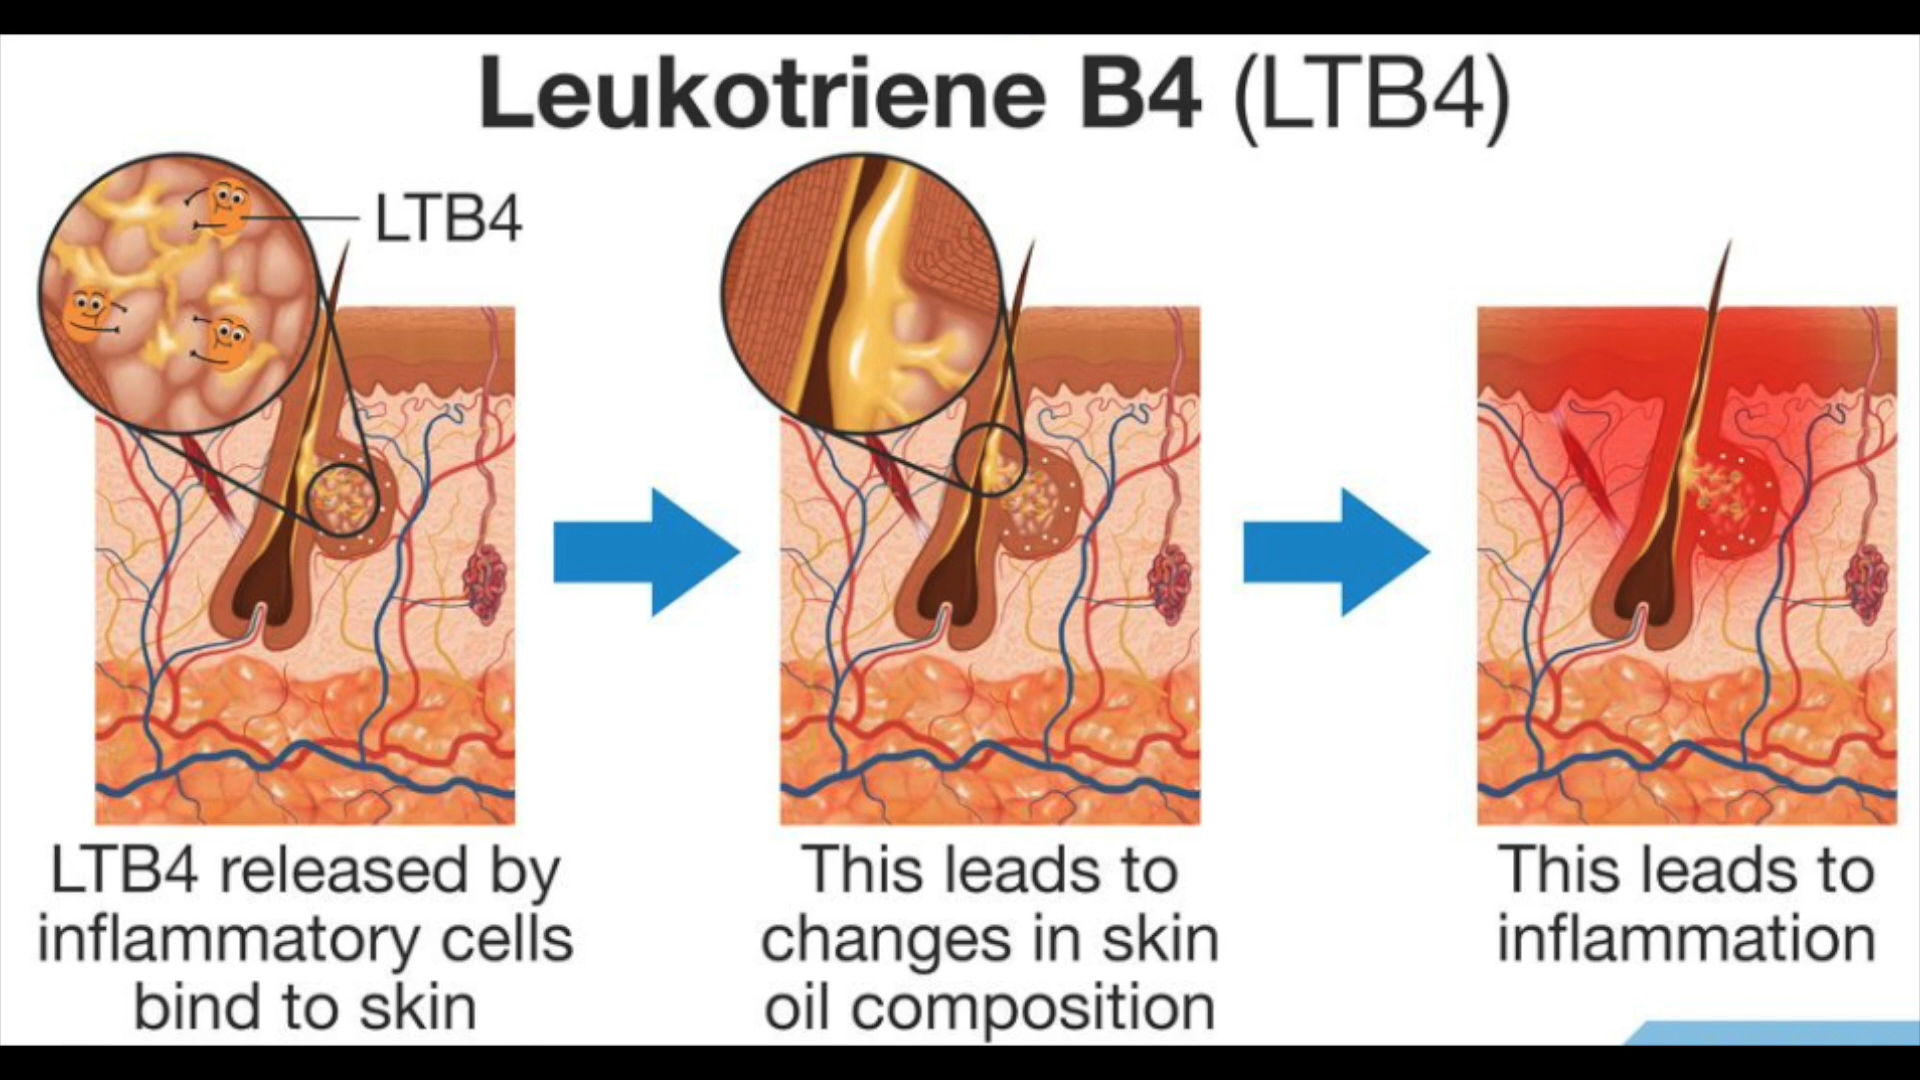 Leukotriene B4 (LTB4)
LTB4
LTB4 released by
inflammatory cells
bind to skin
This leads to
changes in skin
oil composition
This leads to
inflammation